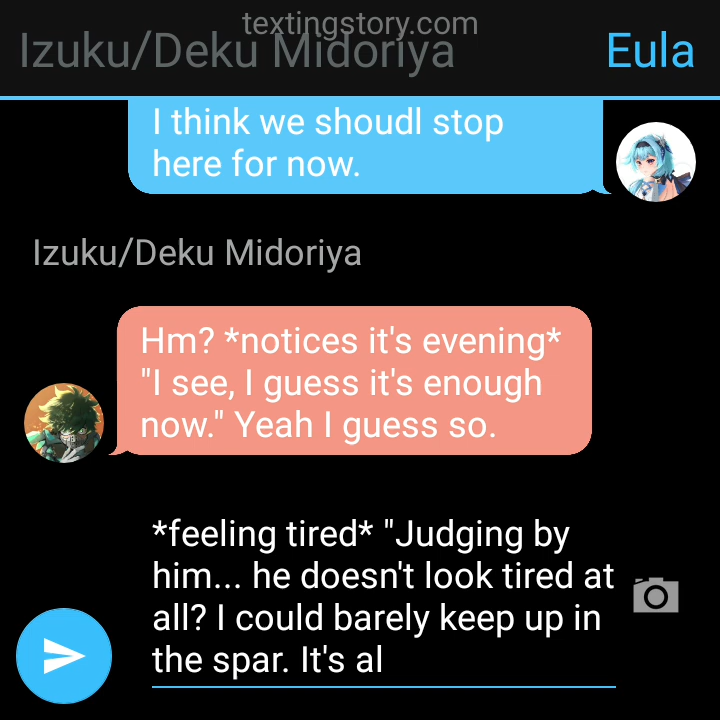 textingstory.com
Izuku/Deku Midoriya
Eula
I think we shoudl stop
here for now.
Izuku/Deku Midoriya
Hm? *notices it's evening*
"I see, I guess it's enough
now." Yeah I guess so.
*feeling tired* "Judging by
him... he doesn't look tired at
all? I could barely keep up in
the spar. It's al